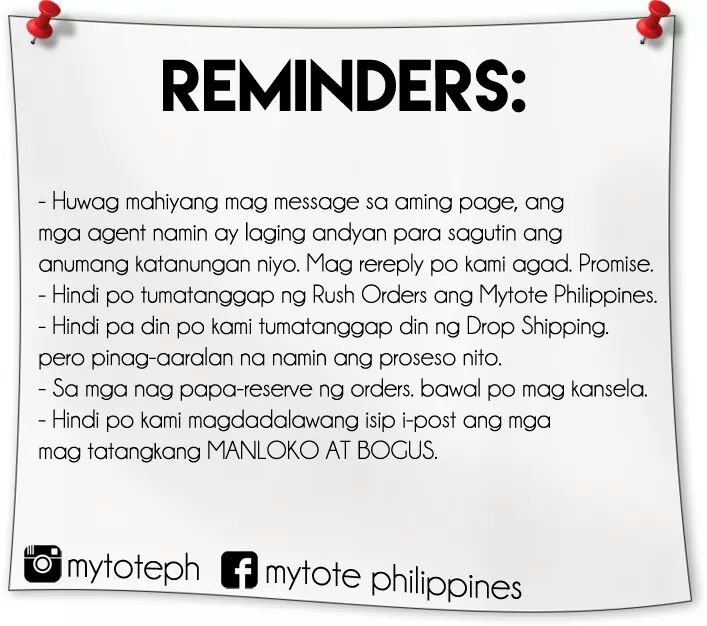 REMINDERS:
- Huwag mahiyang mag message sa aming page, ang
mga agent namin ay laging andyan para sagutin ang
anumang katanungan niyo. Mag rereply po kami agad. Promise.
- Hindi po tumatanggap ng Rush Orders ang Mytote Philippines.
- Hindi pa din po kami tumatanggap din ng Drop Shipping.
pero pinag-aaralan na namin ang proseso nito.
- Sa mga nag papa-reserve ng orders. bawal po mag kansela.
- Hindi po kami magdadalawang isip i-post ang mga
mag tatangkang MANLOKO AT BOGUS.
mytoteph mytote philippines